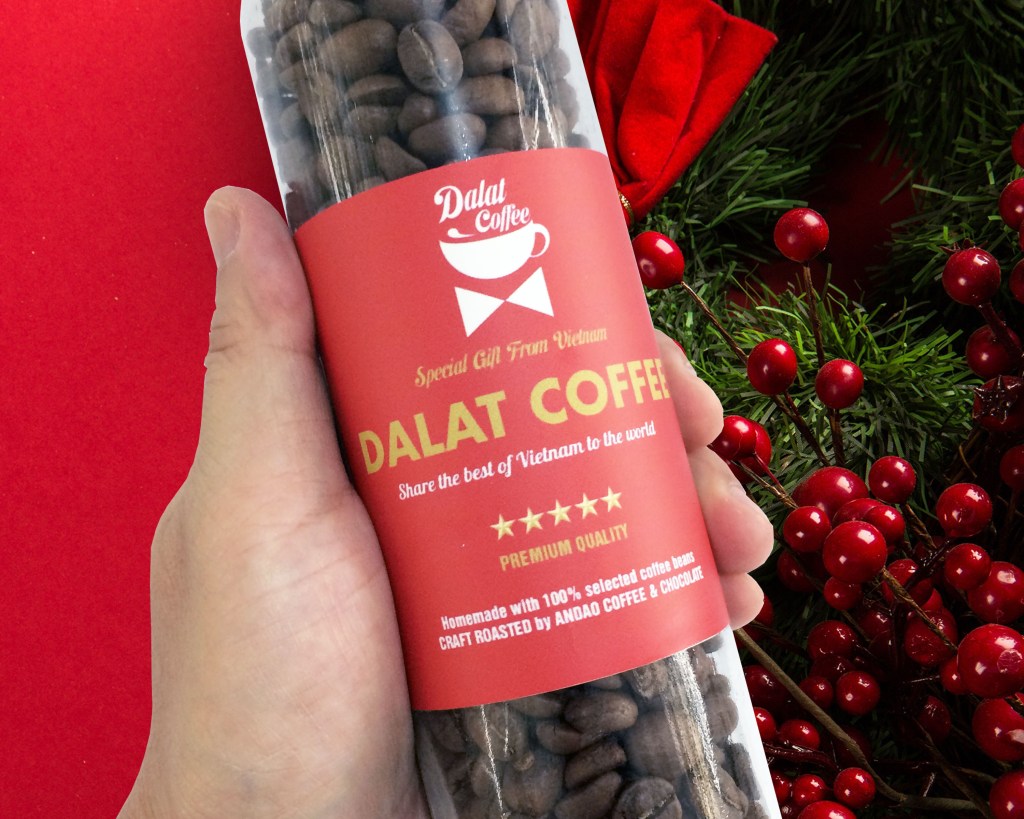 Dalat
Coffee
Special Gift From Vietnam
DALAT COFFEE
Share the best of Vietnam to the world
PREMIUM QUALITY
Homemade with 100% selected coffee beans
CRAFT ROASTED by ANDAO COFFEE & CHOCOLATE